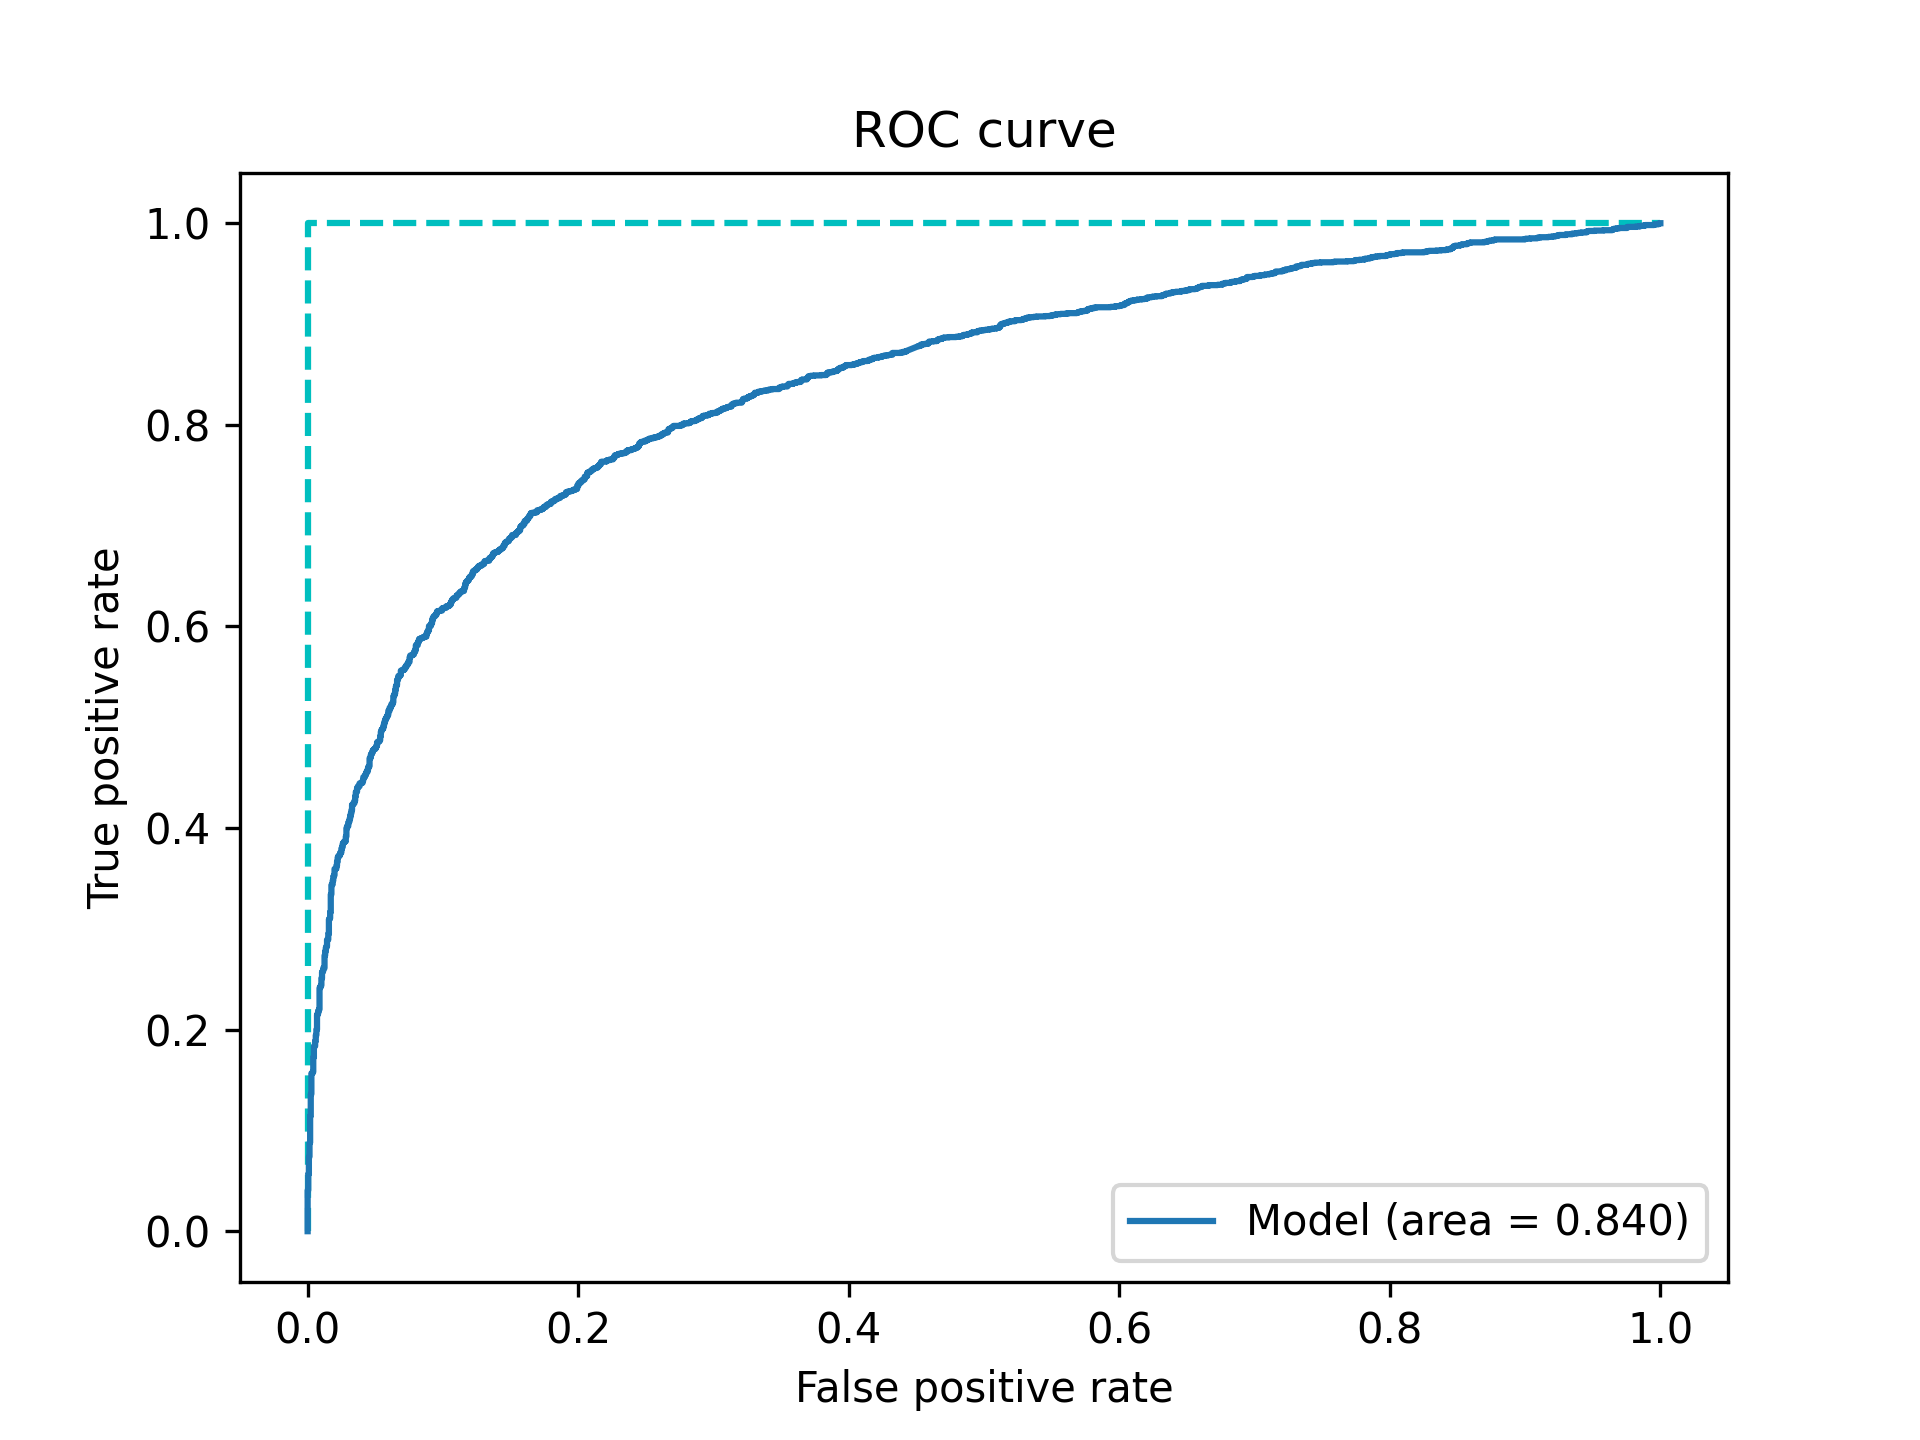 ROC curve
1.0
0.8
0.6
0.4
0.2
0.0
True positive rate
Model (area = 0.840)
0.0 0.2 0.4 0.6 0.8 1.0
False positive rate